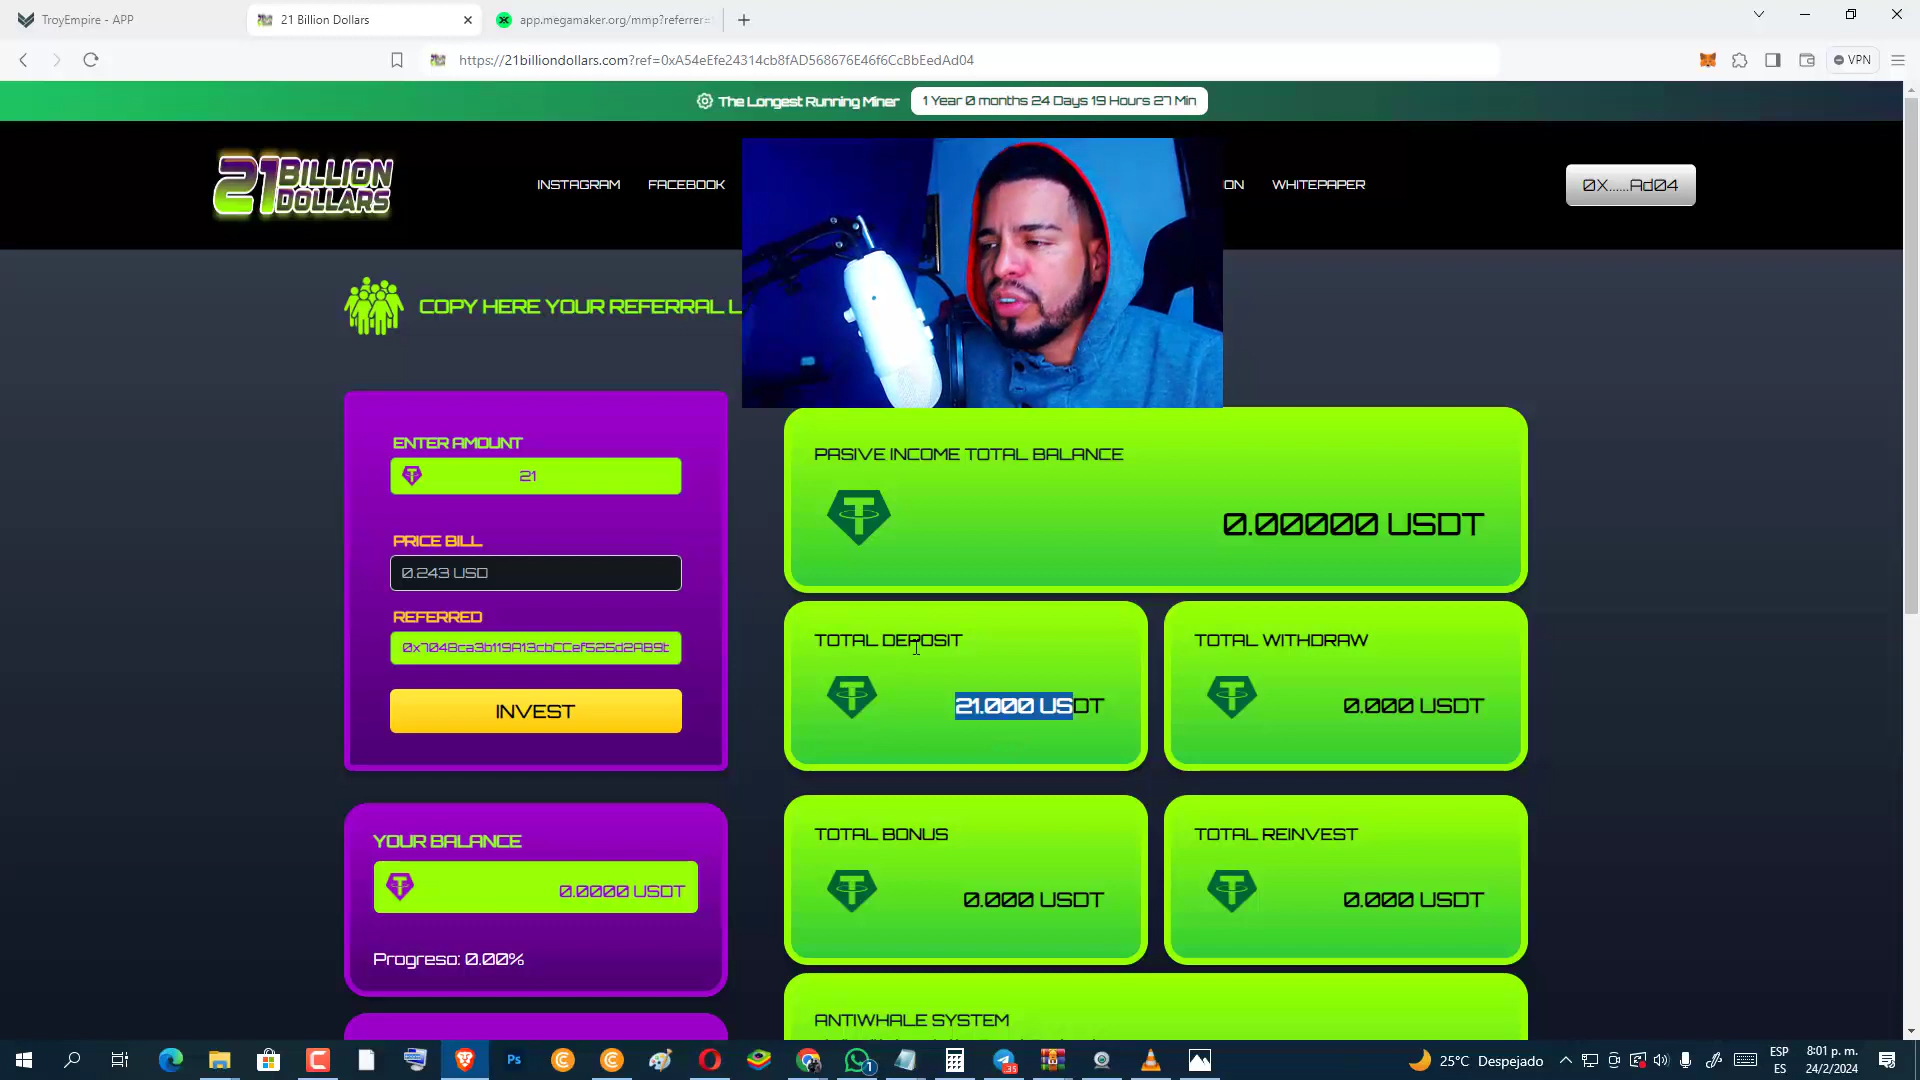 TroyEmpire - APP
21 Billion Dollars
app.megamaker.org/mmp?referrer=
https://21billiondollars.com?ref=0xA54eEfe24314cb8fAD568676E46f6CcBbEedAd04
VPN
The Longest Running Miner
1 Year 0 months 24 Days 19 Hours 27 Min
21 BILLION
DOLLARS
INSTAGRAM
FACEBOOK
ON
WHITEPAPER
0X......Ad04
COPY HERE YOUR REFERRAL L
ENTER AMOUNT
21
PRICE BILL
0.243 USD
REFERRED
0x7048ca3b119A13cbCCef525d2AB9b
INVEST
PASIVE INCOME TOTAL BALANCE
0.00000 USDT
TOTAL DEPOSIT
21.000 USDT
TOTAL WITHDRAW
0.000 USDT
YOUR BALANCE
0.0000 USDT
Progreso: 0.00%
TOTAL BONUS
0.000 USDT
TOTAL REINVEST
0.000 USDT
ANTIWHALE SYSTEM
25°C Despejado
ESP
ES
8:01 p. m.
24/2/2024